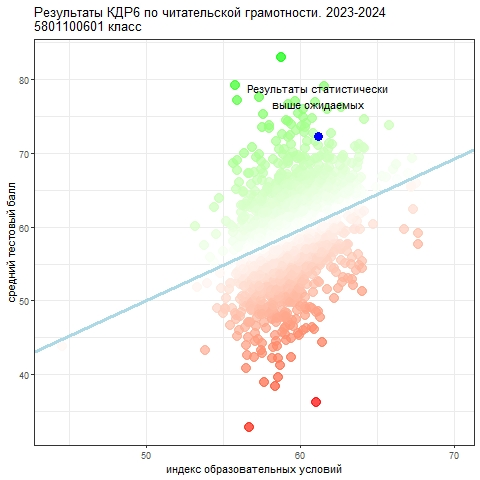 Результаты КДР6 по читательской грамотности. 2023-2024
5801100601 класс
Результаты статистически
выше ожидаемых
средний тестовый балл
80
70
60
50
40
50
60
70
индекс образовательных условий